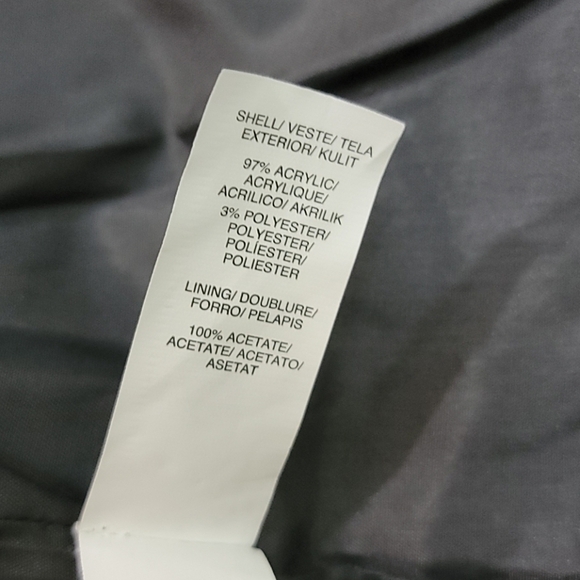 SHELL/ VESTE/ TELA
EXTERIOR/ KULIT
97% ACRYLIC/
ACRYLIQUE/
ACRILICO/ AKRILIK
3% POLYESTER/
POLYESTER/
POLÍESTER/
POLIESTER
LINING/ DOUBLURE/
FORRO/ PELAPIS
100% ACETATE/
ACETATE/ ACETATO/
ASETAT